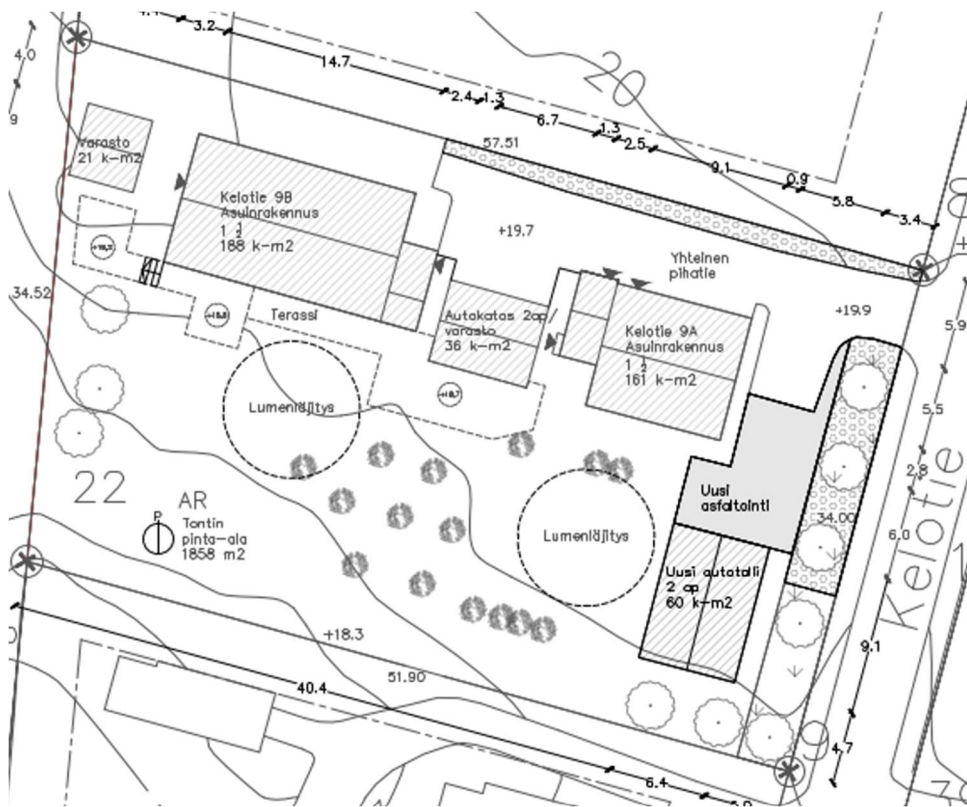 3.2
4.0
14.7
20
2.4
1.3
6.7
1.3
2.5
57.51
9.1
0.9
5.8
3.4
9
Varasto
21 k-m2
Kelotie 9B
Asuinrakennus
1 ½
188 k-m2
+19.7
Yhteinen
pihatie
34.52
Terassi
Autokatos 2ap
varasto
36 k-m2
Kelotie 9A
Asuinrakennus
1 ½
161 k-m2
+19.9
5.9
+18.7
Lumenläjitys
5.5
2.8
22
AR
P
Tontin
pinta-ala
1858 m2
Uusi
asfaltointi
34.00
Lumenläjitys
6.0
Kelotie
Uusi autotalli
2 ap
60 k-m2
+18.3
51.90
40.4
9.1
6.4
4.7